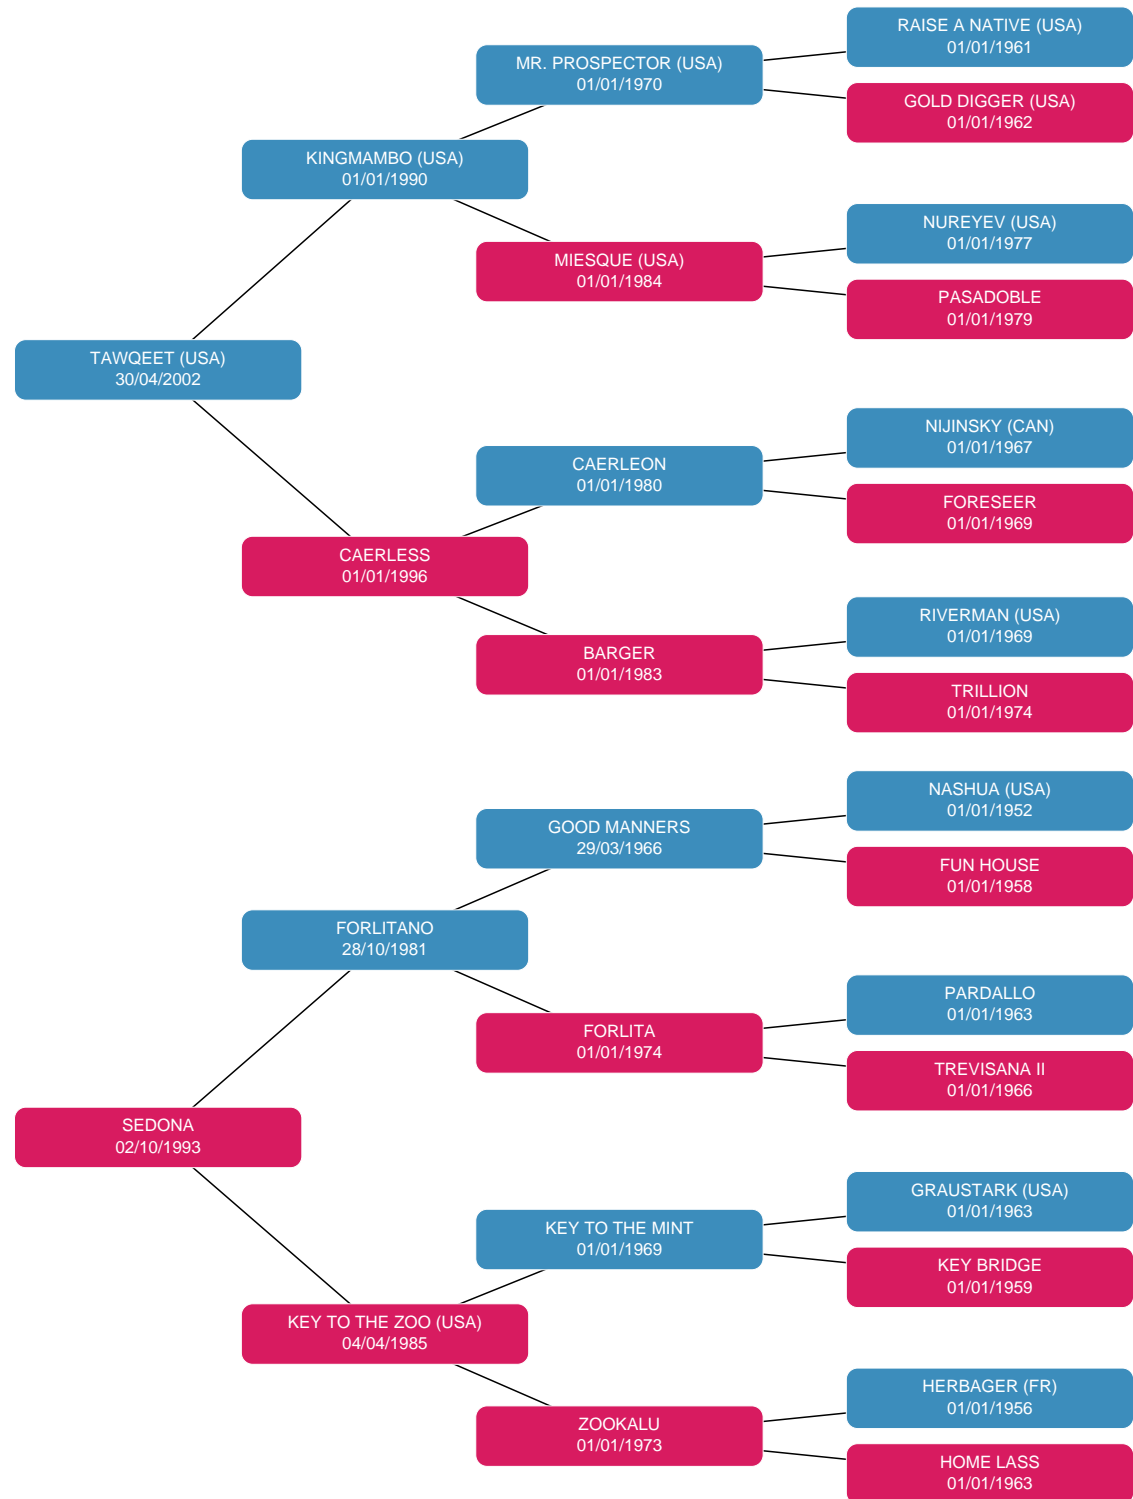 RAISE A NATIVE (USA)
01/01/1961
MR. PROSPECTOR (USA)
01/01/1970
GOLD DIGGER (USA)
01/01/1962
KINGMAMBO (USA)
01/01/1990
NUREYEV (USA)
01/01/1977
MIESQUE (USA)
01/01/1984
PASADOBLE
01/01/1979
TAWQEET (USA)
30/04/2002
NIJINSKY (CAN)
01/01/1967
CAERLEON
01/01/1980
FORESEER
01/01/1969
CAERLESS
01/01/1996
RIVERMAN (USA)
01/01/1969
BARGER
01/01/1983
TRILLION
01/01/1974
NASHUA (USA)
01/01/1952
GOOD MANNERS
29/03/1966
FUN HOUSE
01/01/1958
FORLITANO
28/10/1981
PARDALLO
01/01/1963
FORLITA
01/01/1974
TREVISANA II
01/01/1966
SEDONA
02/10/1993
GRAUSTARK (USA)
01/01/1963
KEY TO THE MINT
01/01/1969
KEY BRIDGE
01/01/1959
KEY TO THE ZOO (USA)
04/04/1985
HERBAGER (FR)
01/01/1956
ZOOKALU
01/01/1973
HOME LASS
01/01/1963